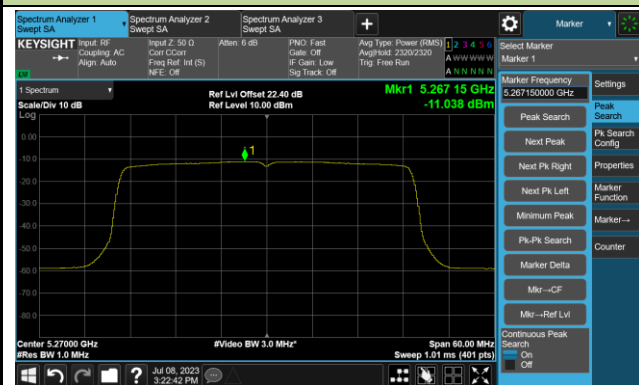 Spectrum Analyzer 1
Swept SA
Spectrum Analyzer 2
Swept SA
Spectrum Analyzer 3
Swept SA
+
Marker
KEYSIGHT
Input: RF
Coupling: AC
Align: Auto
Input Z: 50 Ω
Corr CCorr
Freq Ref: Int (S)
NFE: Off
Atten: 6 dB
PNO: Fast
Gate: Off
IF Gain: Low
Sig Track: Off
Avg Type: Power (RMS)
Avg|Hold: 2320/2320
Trig: Free Run
1 2 3 4 5 6
A W W W W W
A N N N N N
Select Marker
Marker 1
1 Spectrum
Scale/Div 10 dB
Log
Ref Lvl Offset 22.40 dB
Ref Level 10.00 dBm
Mkr1 5.267 15 GHz
-11.038 dBm
0.00
-10.0
-20.0
-30.0
-40.0
-50.0
-60.0
-70.0
-80.0
1
Center 5.27000 GHz
#Res BW 1.0 MHz
#Video BW 3.0 MHz*
Span 60.00 MHz
Sweep 1.01 ms (401 pts)
Marker Frequency
5.267150000 GHz
Peak Search
Next Peak
Next Pk Right
Next Pk Left
Minimum Peak
Pk-Pk Search
Marker Delta
Mkr→CF
Mkr→Ref Lvl
Continuous Peak
Search
On
Off
Settings
Peak
Search
Pk Search
Config
Properties
Marker
Function
Marker→
Counter
?
Jul 08, 2023
3:22:42 PM